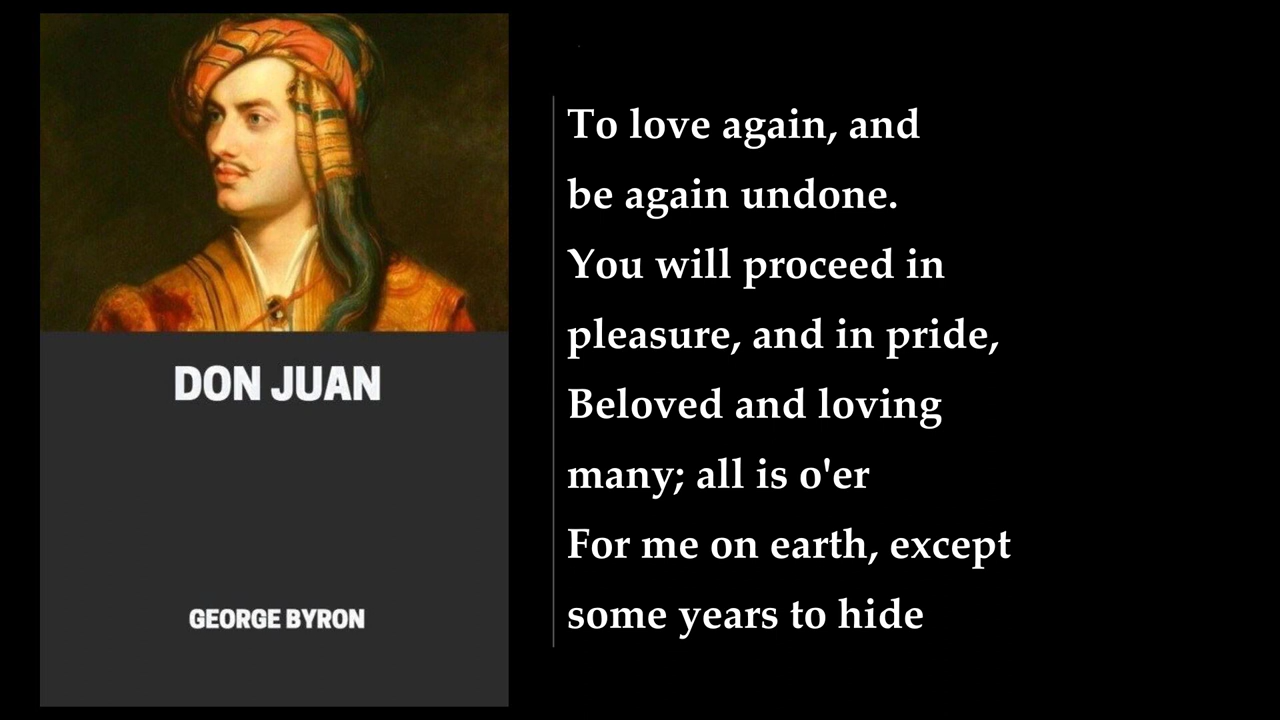 DON JUAN
GEORGE BYRON
To love again, and
be again undone.
You will proceed in
pleasure, and in pride,
Beloved and loving
many; all is o'er
For me on earth, except
some years to hide